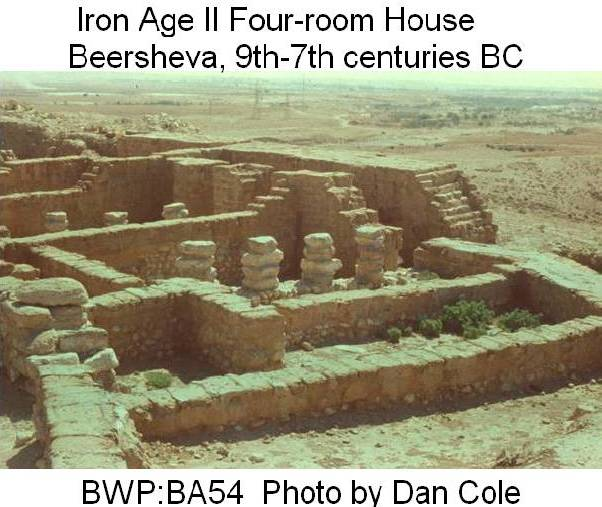 Iron Age II Four-room House
Beersheva, 9th-7th centuries BC
BWP:BA54 Photo by Dan Cole